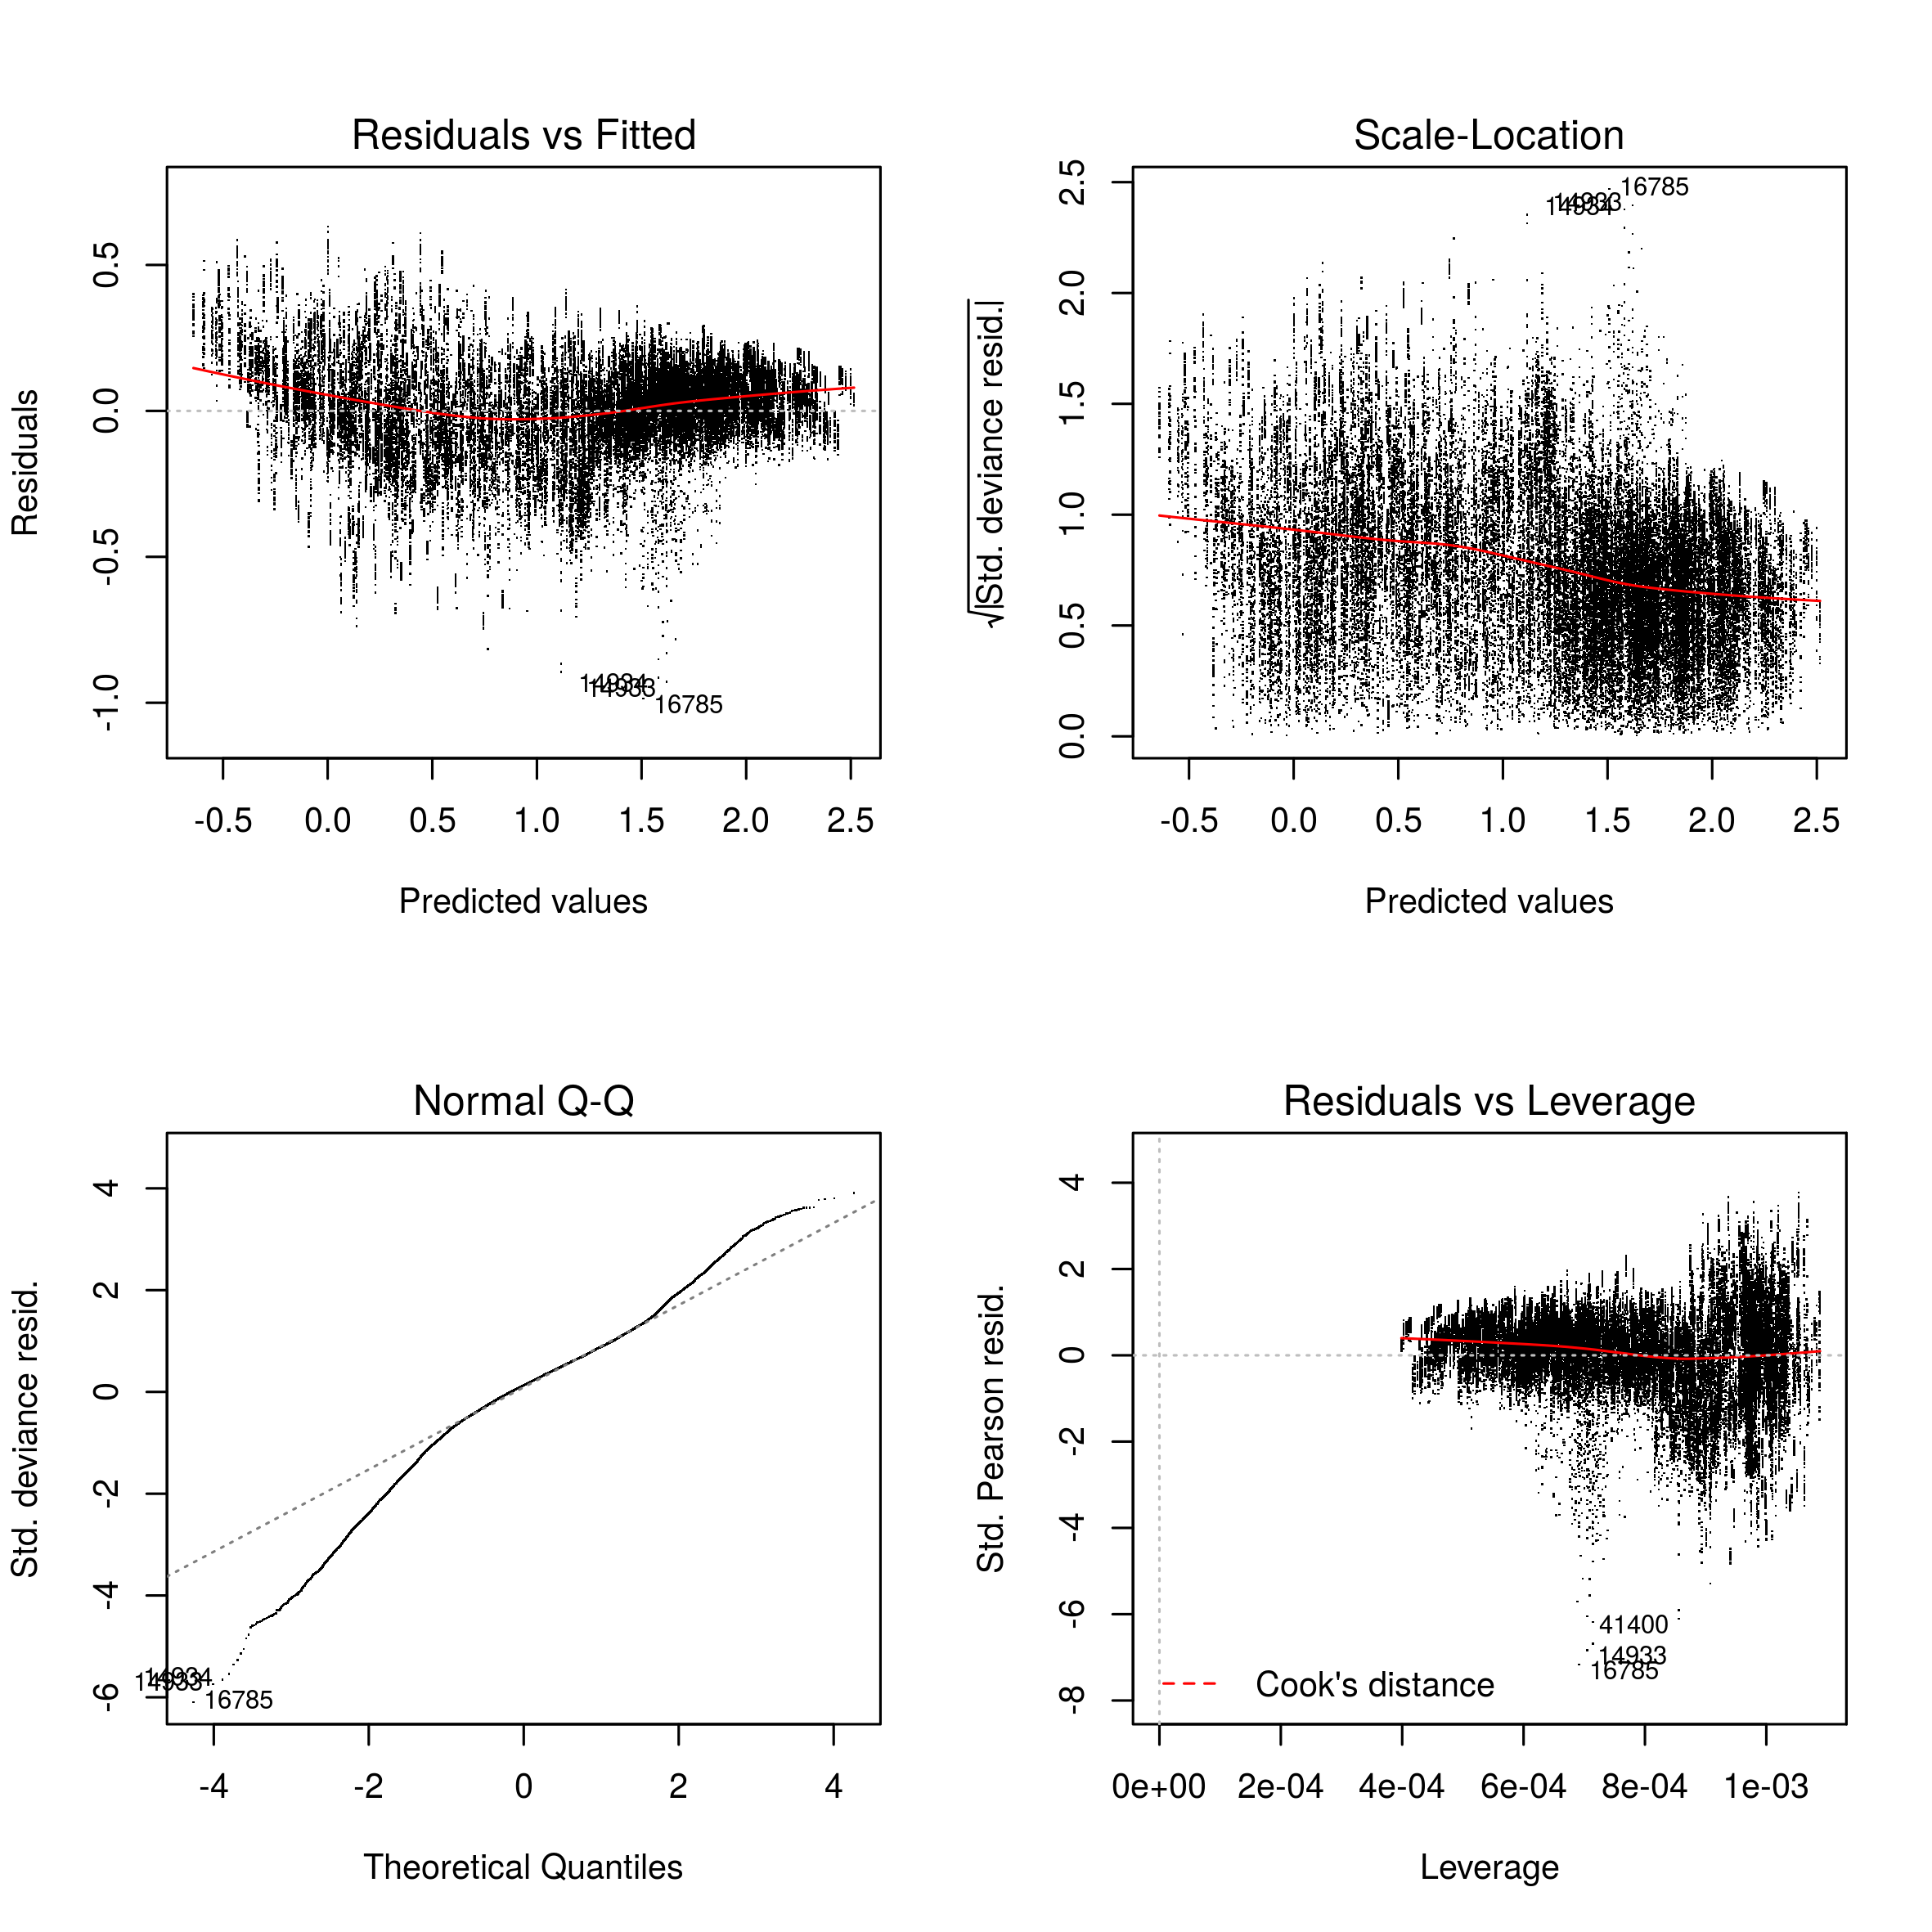 Residuals vs Fitted
Residuals
0.5
0.0
-0.5
-1.0
14934
14933
16785
-0.5 0.0 0.5 1.0 1.5 2.0 2.5
Predicted values
Scale-Location
√|Std. deviance resid.|
2.5
2.0
1.5
1.0
0.5
0.0
16785
14933
14934
-0.5 0.0 0.5 1.0 1.5 2.0 2.5
Predicted values
Normal Q-Q
Std. deviance resid.
4
2
0
-2
-4
-6
14934
14933
16785
-4 -2 0 2 4
Theoretical Quantiles
Residuals vs Leverage
Std. Pearson resid.
4
2
0
-2
-4
-6
-8
41400
14933
16785
Cook's distance
0e+00 2e-04 4e-04 6e-04 8e-04 1e-03
Leverage